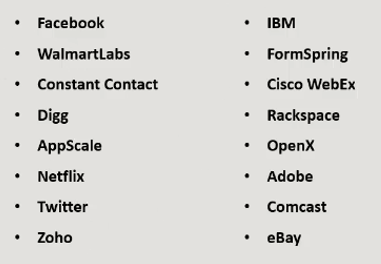 • Facebook
• WalmartLabs
• Constant Contact
• Digg
• AppScale
• Netflix
• Twitter
• Zoho
• IBM
• FormSpring
• Cisco WebEx
• Rackspace
• OpenX
• Adobe
• Comcast
• eBay